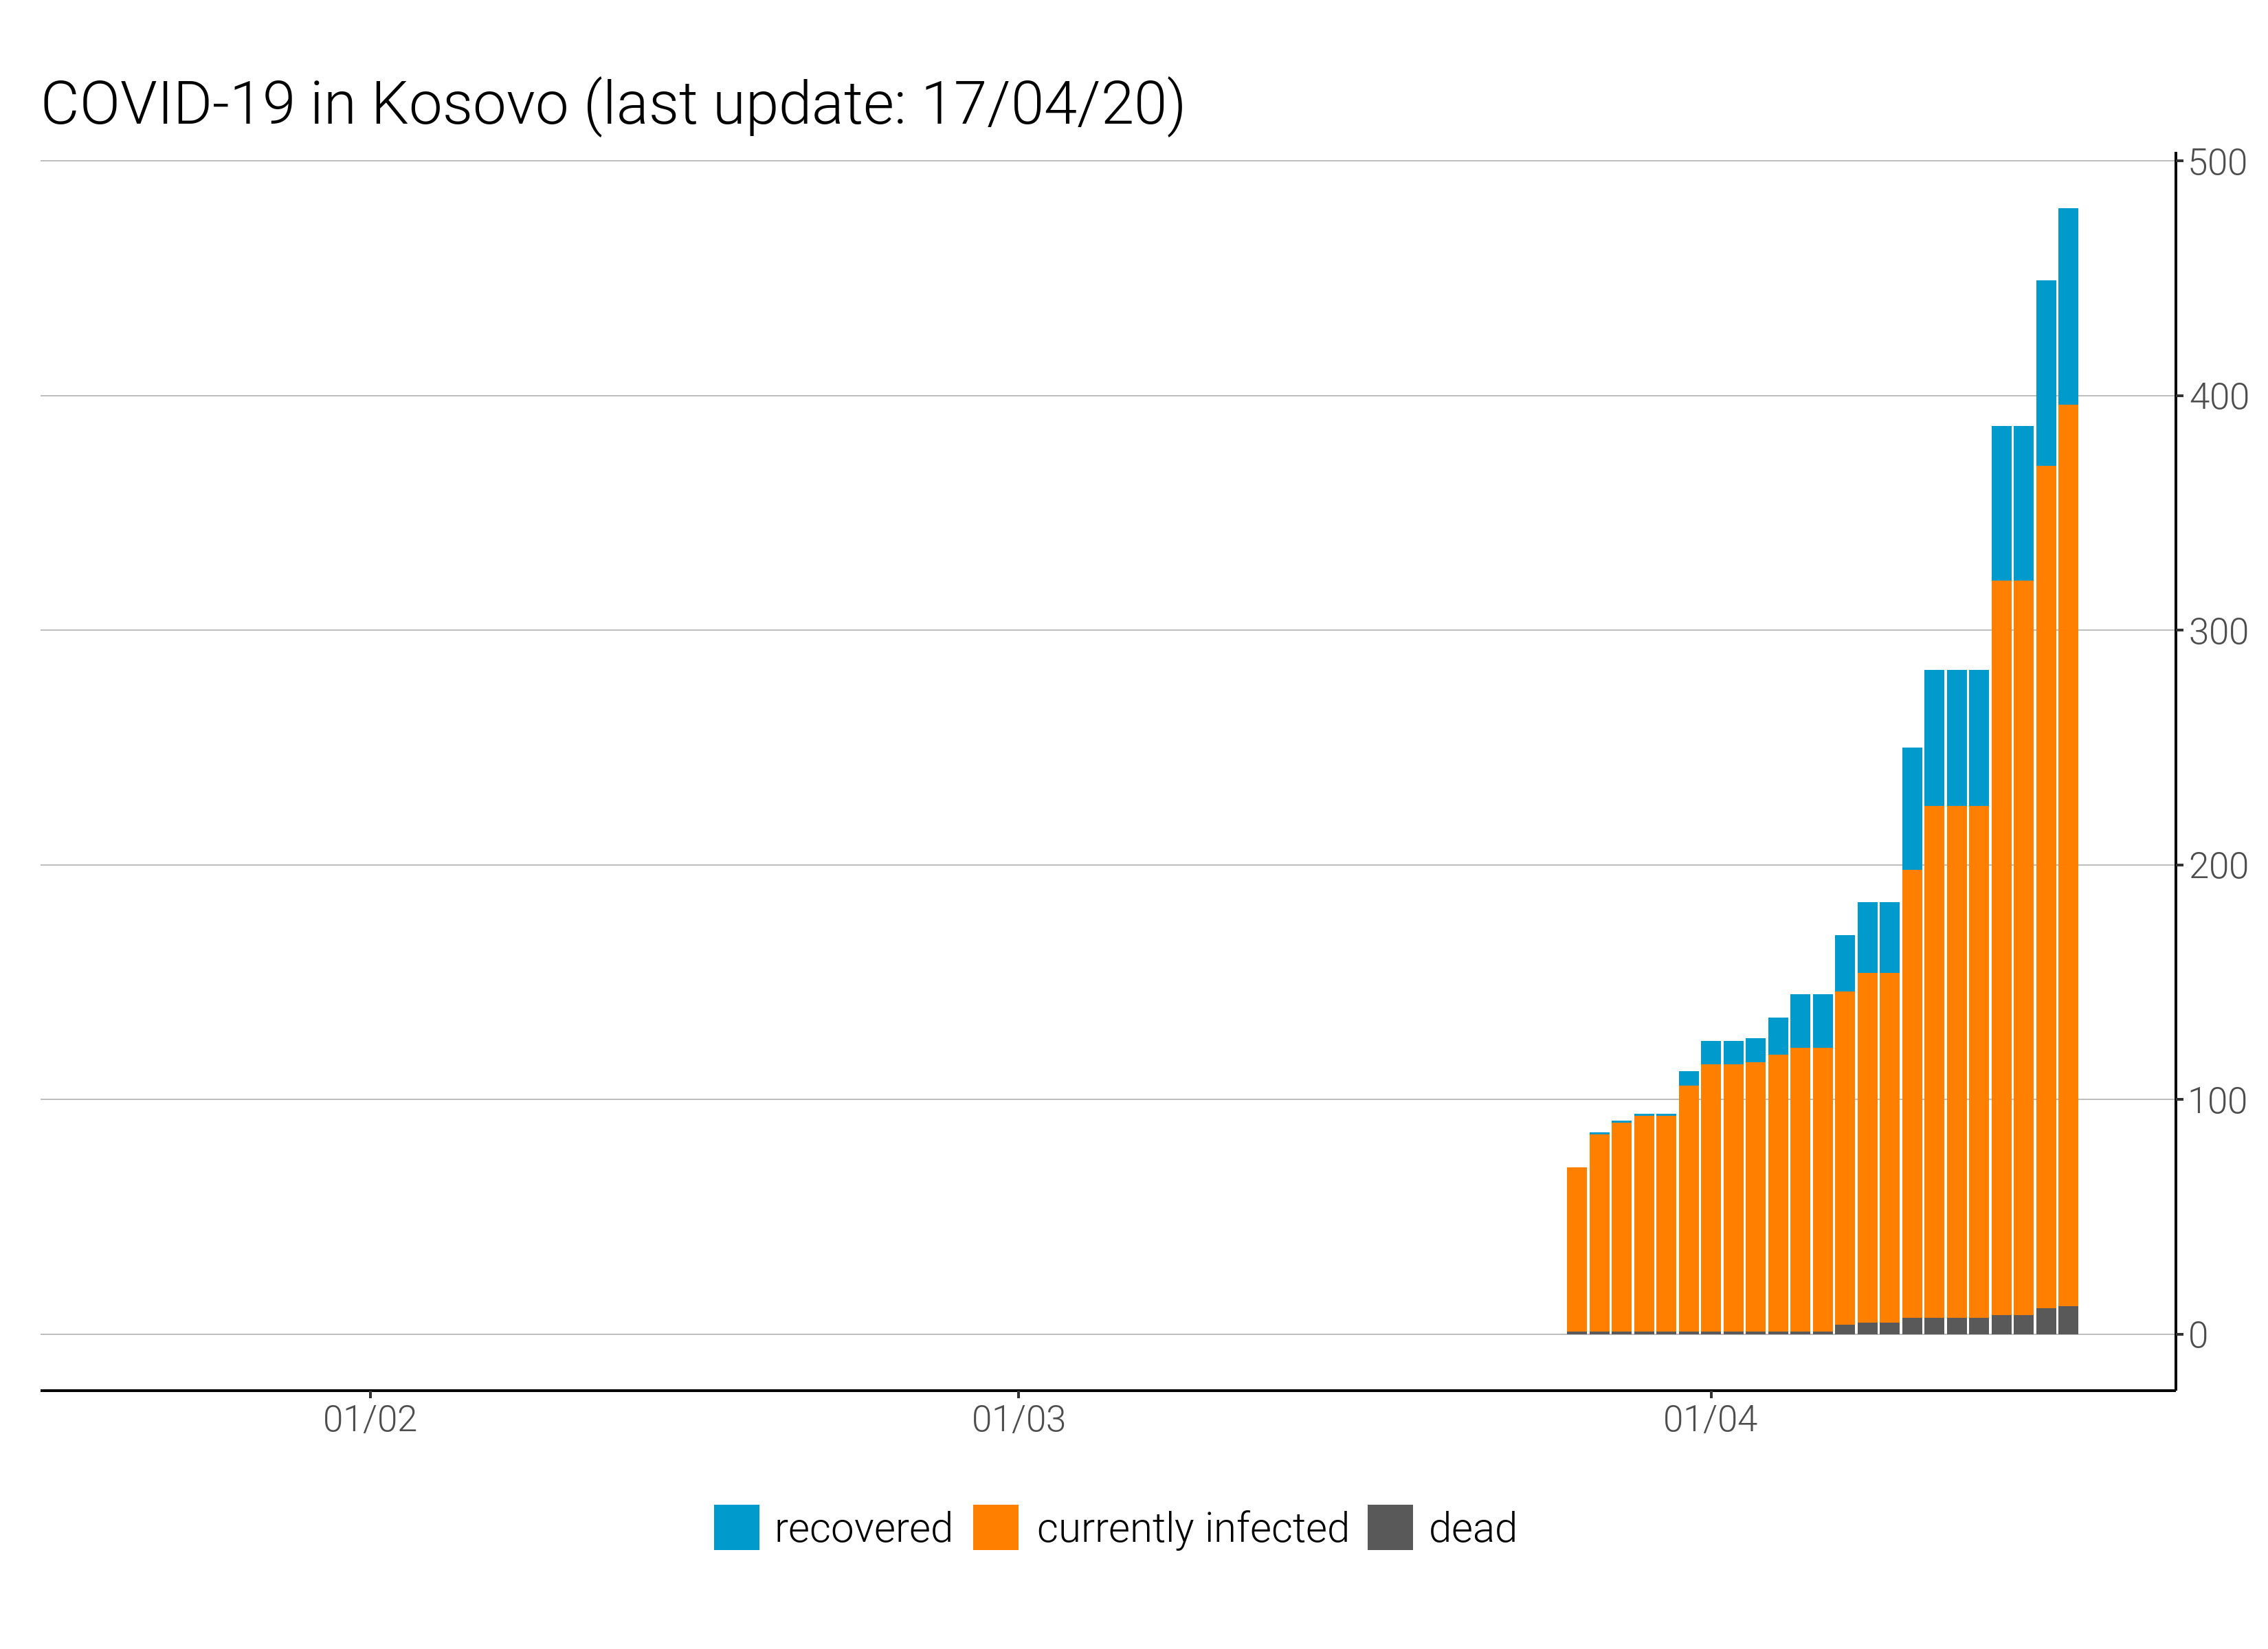 COVID-19 in Kosovo (last update: 17/04/20)
500
400
300
200
100
0
01/02 01/03 01/04
recovered currently infected dead